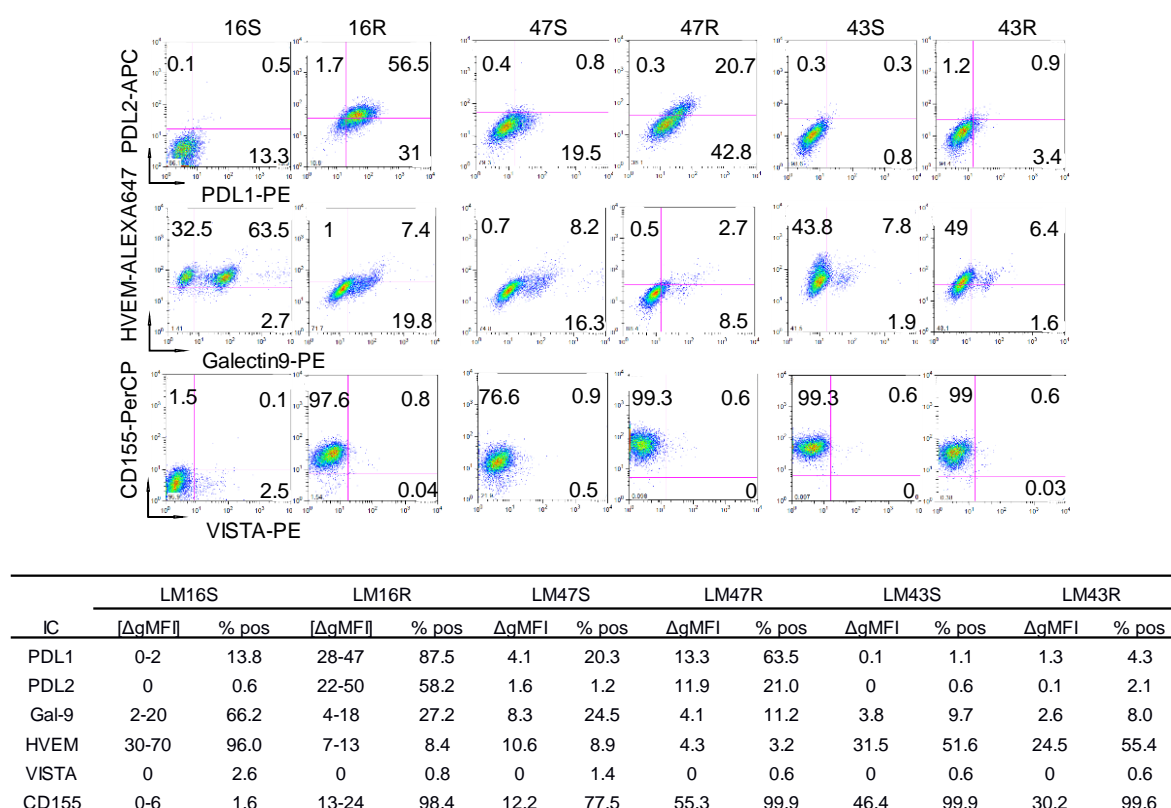 16S 16R 47S 47R 43S 43R
PDL2-APC
0.1 0.5 1.7 56.5 0.4 0.8 0.3 20.7 0.3 0.3 1.2 0.9
13.3 31 19.5 42.8 0.8 3.4
PDL1-PE
HVEM-ALEXA647
32.5 63.5 1 7.4 0.7 8.2 0.5 2.7 43.8 7.8 49 6.4
2.7 19.8 16.3 8.5 1.9 1.6
Galectin9-PE
CD155-PerCP
1.5 0.1 97.6 0.8 76.6 0.9 99.3 0.6 99.3 0.6 99 0.6
2.5 0.04 0.5 0 0 0.03
VISTA-PE
LM16S LM16R LM47S LM47R LM43S LM43R
IC [ΔgMFI] % pos [ΔgMFI] % pos ΔgMFI % pos ΔgMFI % pos ΔgMFI % pos ΔgMFI % pos
PDL1 0-2 13.8 28-47 87.5 4.1 20.3 13.3 63.5 0.1 1.1 1.3 4.3
PDL2 0 0.6 22-50 58.2 1.6 1.2 11.9 21.0 0 0.6 0.1 2.1
Gal-9 2-20 66.2 4-18 27.2 8.3 24.5 4.1 11.2 3.8 9.7 2.6 8.0
HVEM 30-70 96.0 7-13 8.4 10.6 8.9 4.3 3.2 31.5 51.6 24.5 55.4
VISTA 0 2.6 0 0.8 0 1.4 0 0.6 0 0.6 0 0.6
CD155 0-6 1.6 13-24 98.4 12.2 77.5 55.3 99.9 46.4 99.9 30.2 99.6